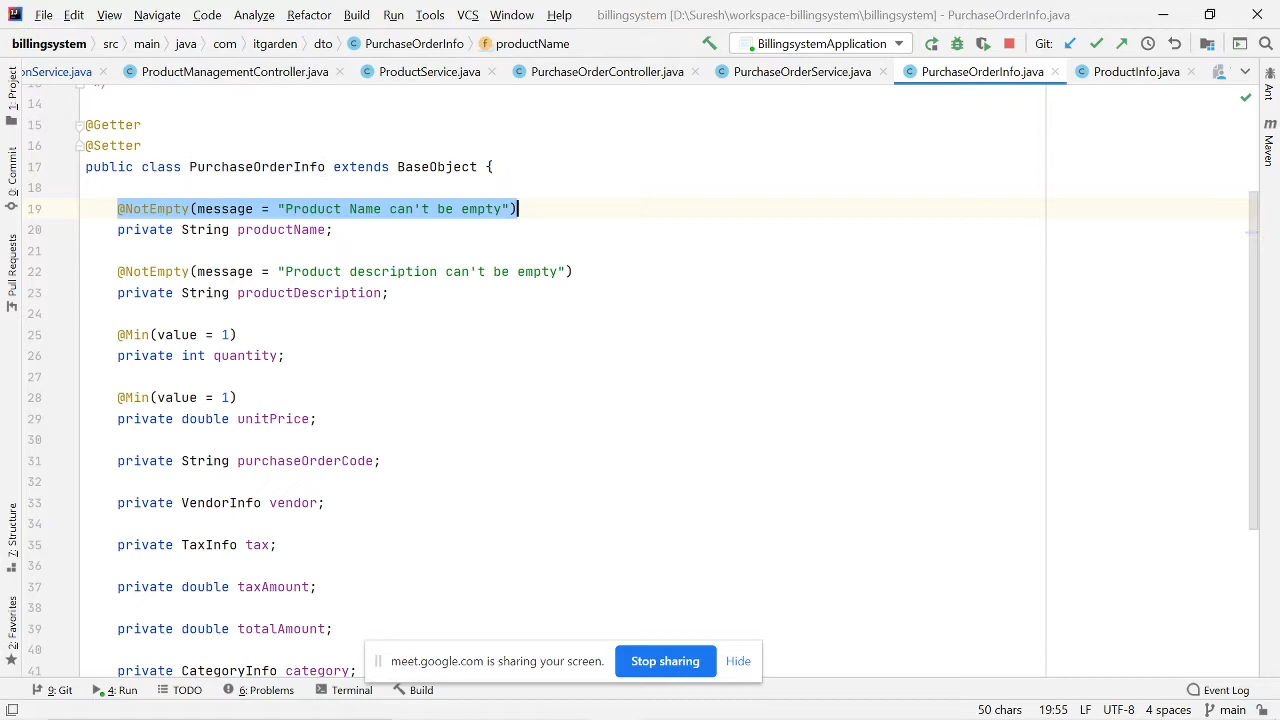 File Edit View Navigate Code Analyze Refactor Build Run Tools VCS Window Help billingsystem [D:\Suresh\workspace-billingsystem\billingsystem] - PurchaseOrderInfo.java
billingsystem src main java com itgarden dto PurchaseOrderInfo productName BillingsystemApplication Git:
onService.java ProductManagementController.java ProductService.java PurchaseOrderController.java PurchaseOrderService.java PurchaseOrderInfo.java ProductInfo.java
1: Project
0: Commit
Pull Requests
7: Structure
2: Favorites
Ant
Maven
*/
14
15 @Getter
16 @Setter
17 public class PurchaseOrderInfo extends BaseObject {
18
19 @NotEmpty(message = "Product Name can't be empty")
20 private String productName;
21
22 @NotEmpty(message = "Product description can't be empty")
23 private String productDescription;
24
25 @Min(value = 1)
26 private int quantity;
27
28 @Min(value = 1)
29 private double unitPrice;
30
31 private String purchaseOrderCode;
32
33 private VendorInfo vendor;
34
35 private TaxInfo tax;
36
37 private double taxAmount;
38
39 private double totalAmount;
40
41 private CategoryInfo category;
meet.google.com is sharing your screen. Stop sharing Hide
9: Git 4: Run TODO 6: Problems Terminal Build Event Log
50 chars 19:55 LF UTF-8 4 spaces main